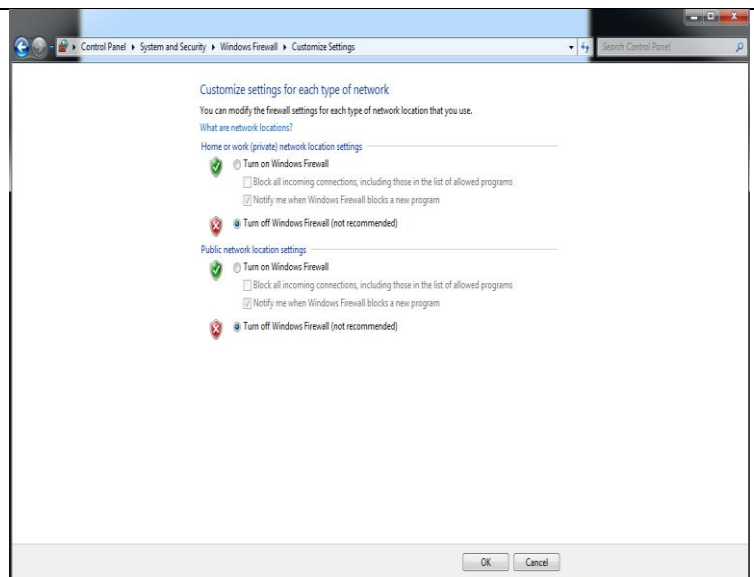 Control Panel ▸ System and Security ▸ Windows Firewall ▸ Customize Settings
Search Control Panel
Customize settings for each type of network
You can modify the firewall settings for each type of network location that you use.
What are network locations?
Home or work (private) network location settings
Turn on Windows Firewall
Block all incoming connections, including those in the list of allowed programs
Notify me when Windows Firewall blocks a new program
Turn off Windows Firewall (not recommended)
Public network location settings
Turn on Windows Firewall
Block all incoming connections, including those in the list of allowed programs
Notify me when Windows Firewall blocks a new program
Turn off Windows Firewall (not recommended)
OK Cancel